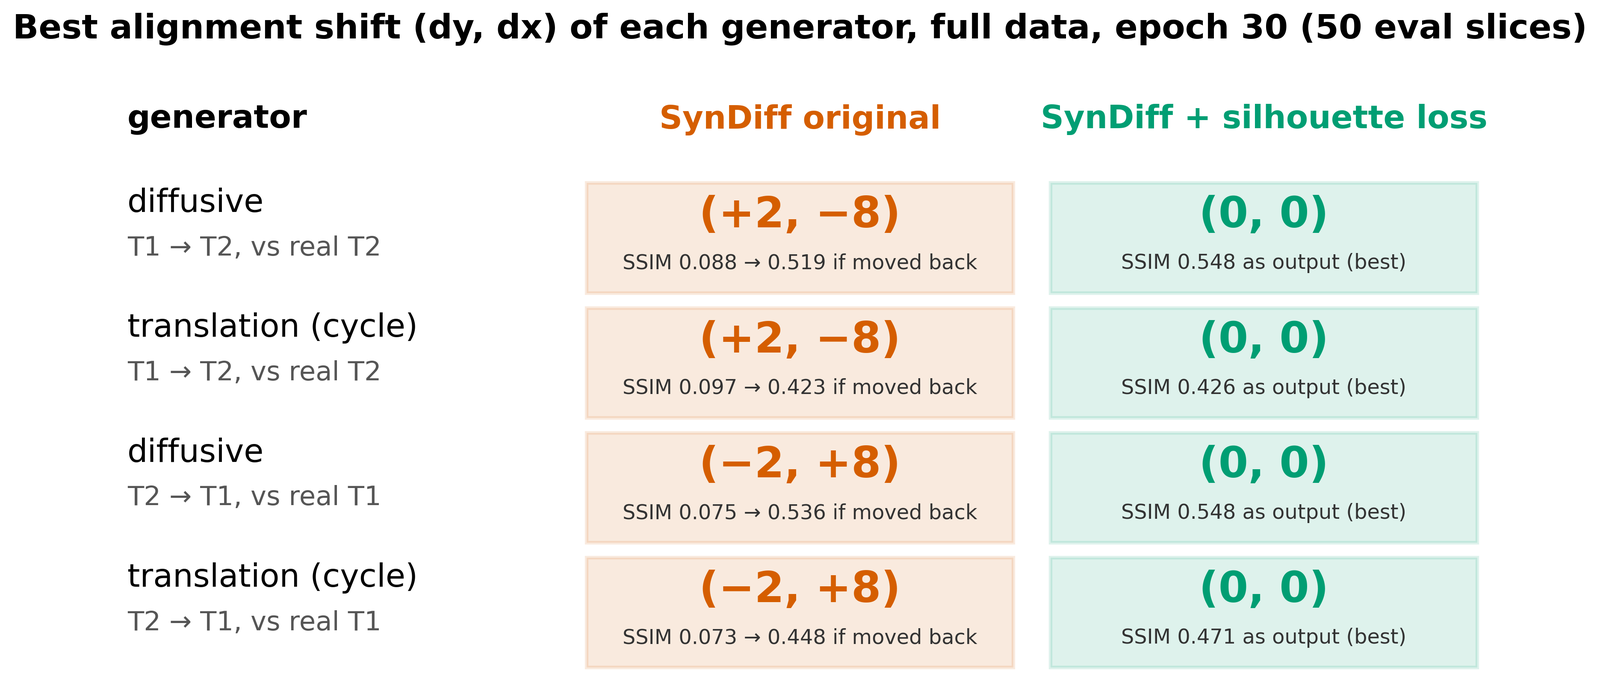 Best alignment shift (dy, dx) of each generator, full data, epoch 30 (50 eval slices)
generator
SynDiff original
SynDiff + silhouette loss
diffusive
T1 → T2, vs real T2
(+2, −8)
SSIM 0.088 → 0.519 if moved back
(0, 0)
SSIM 0.548 as output (best)
translation (cycle)
T1 → T2, vs real T2
(+2, −8)
SSIM 0.097 → 0.423 if moved back
(0, 0)
SSIM 0.426 as output (best)
diffusive
T2 → T1, vs real T1
(−2, +8)
SSIM 0.075 → 0.536 if moved back
(0, 0)
SSIM 0.548 as output (best)
translation (cycle)
T2 → T1, vs real T1
(−2, +8)
SSIM 0.073 → 0.448 if moved back
(0, 0)
SSIM 0.471 as output (best)